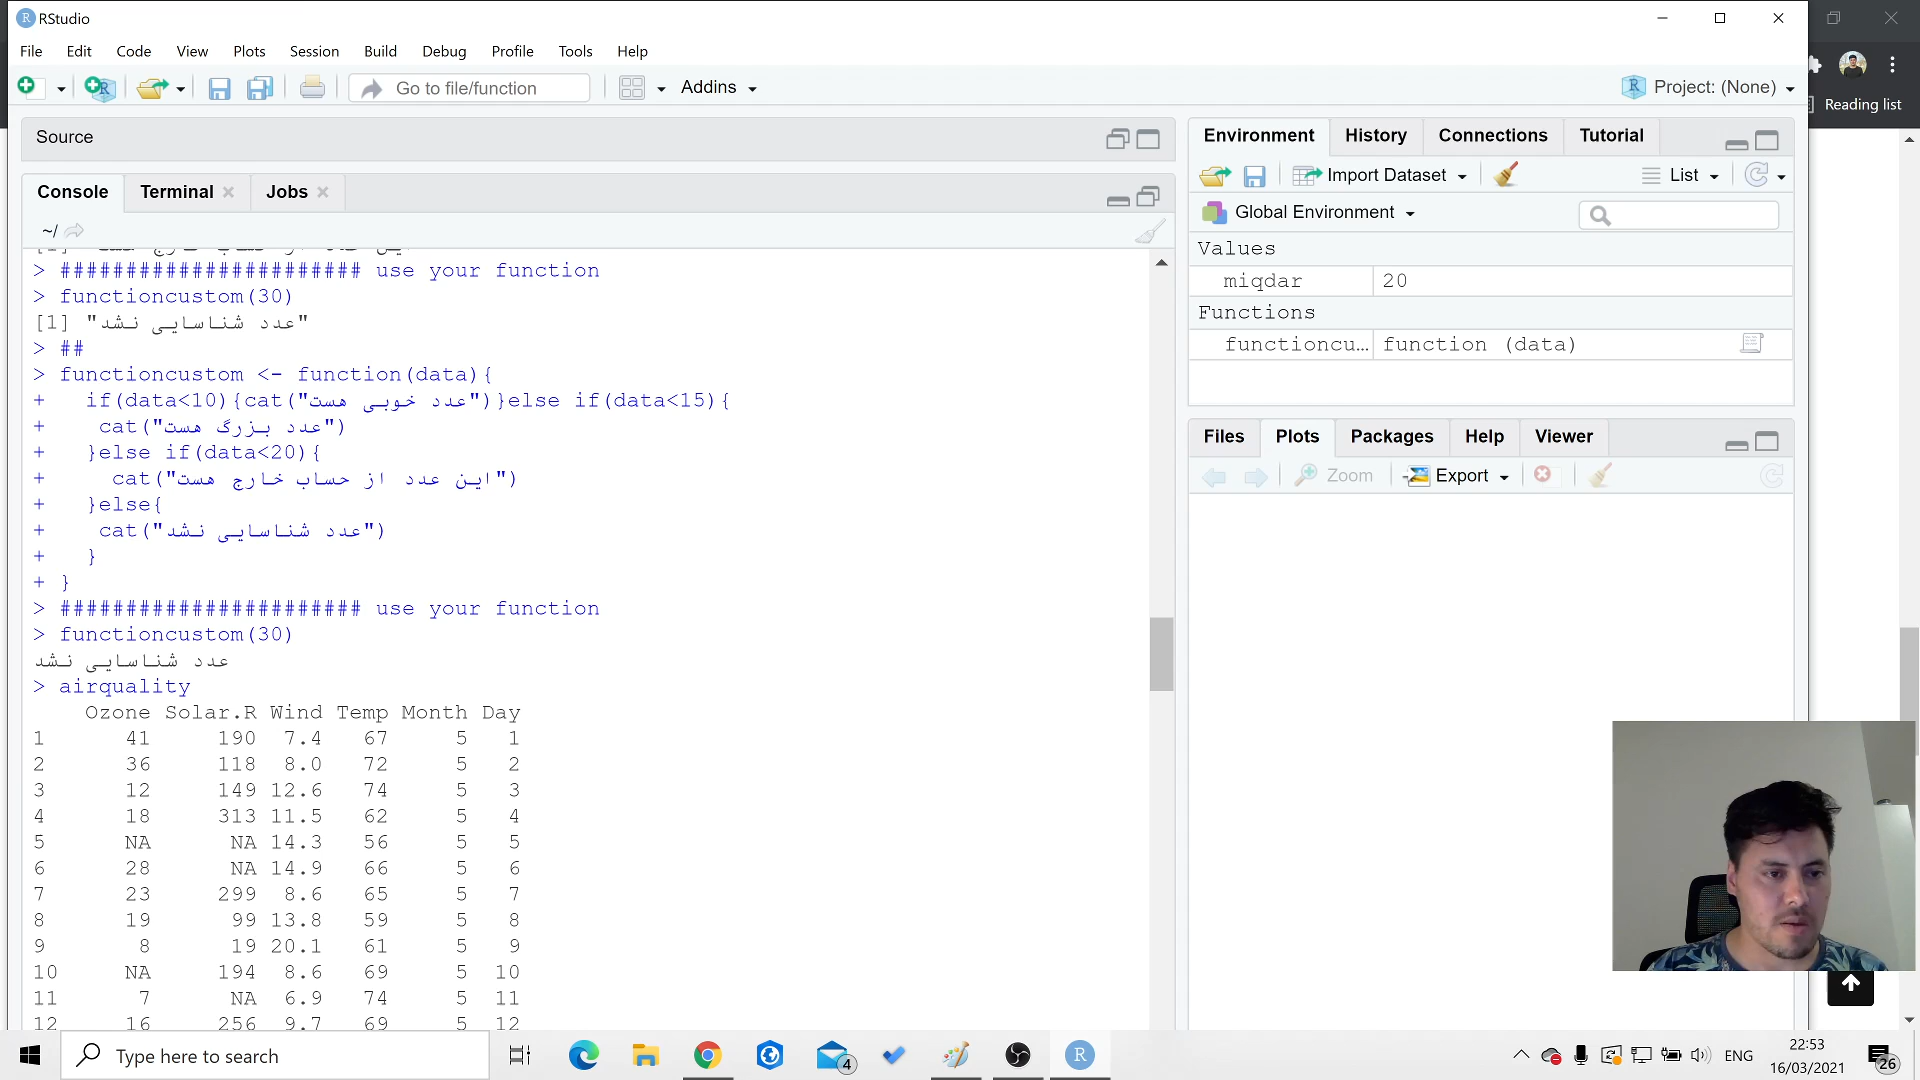 RStudio
File Edit Code View Plots Session Build Debug Profile Tools Help
Go to file/function
Addins
Project: (None)
Reading list
Source
Console Terminal Jobs
~/
> ####################### use your function
> functioncustom(30)
[1] "عدد شناسایی نشد"
> ##
> functioncustom <- function(data){
+   if(data<10){cat("عدد خوبی هست")}else if(data<15){
+    cat("عدد بزرگ هست")
+   }else if(data<20){
+     cat("این عدد از حساب خارج هست")
+   }else{
+    cat("عدد شناسایی نشد")
+   }
+ }
> ####################### use your function
> functioncustom(30)
عدد شناسایی نشد
> airquality
Ozone Solar.R Wind Temp Month Day
1 41 190 7.4 67 5 1
2 36 118 8.0 72 5 2
3 12 149 12.6 74 5 3
4 18 313 11.5 62 5 4
5 NA NA 14.3 56 5 5
6 28 NA 14.9 66 5 6
7 23 299 8.6 65 5 7
8 19 99 13.8 59 5 8
9 8 19 20.1 61 5 9
10 NA 194 8.6 69 5 10
11 7 NA 6.9 74 5 11
12 16 256 9.7 69 5 12
Environment History Connections Tutorial
Import Dataset
List
Global Environment
Values
miqdar 20
Functions
functioncu… function (data)
Files Plots Packages Help Viewer
Zoom Export
Type here to search
4
ENG
22:53
16/03/2021
26